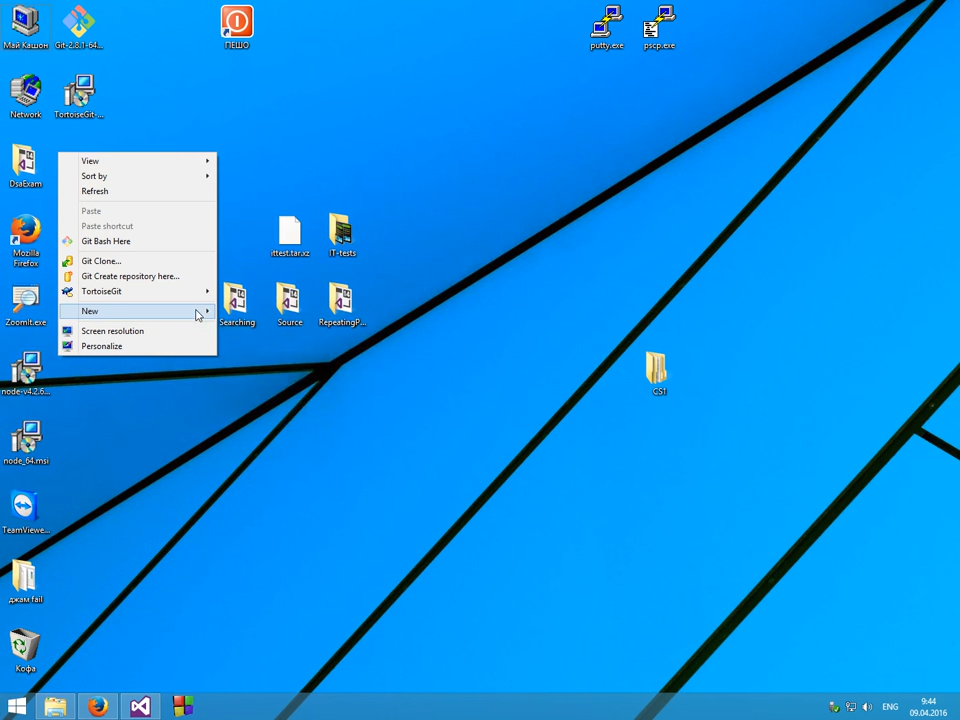 Май Кашон
Git-2.8.1-64...
ПЕШО
putty.exe
pscp.exe
Network
TortoiseGit-...
DsaExam
View
Sort by
Refresh
Paste
Paste shortcut
Git Bash Here
Git Clone...
Git Create repository here...
TortoiseGit
New
Screen resolution
Personalize
Mozilla
Firefox
ittest.tar.xz
IT-tests
ZoomIt.exe
Searching
Source
RepeatingP...
node-v4.2.6...
CS1
node_64.msi
TeamViewe...
джам fail
Кофа
ENG
9:44
09.04.2016